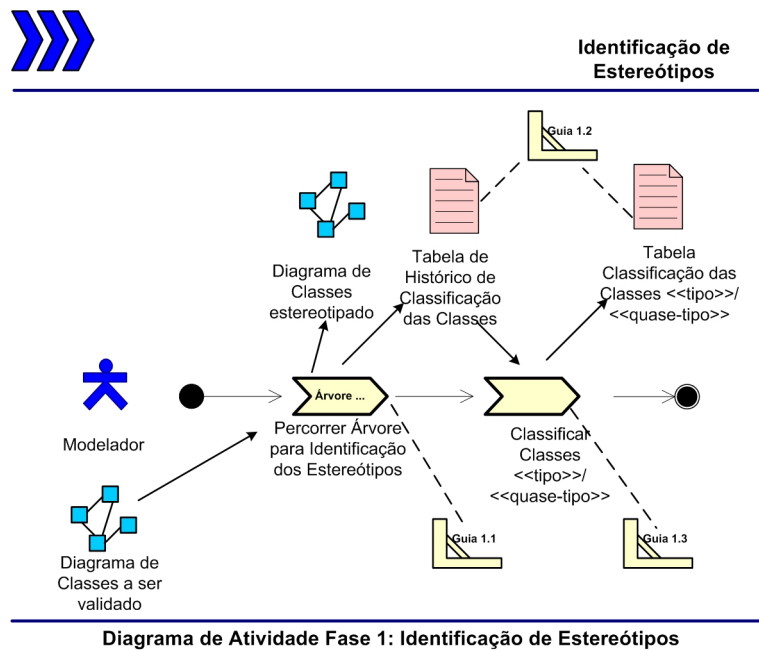 Identificação de
Estereótipos
Guia 1.2
Diagrama de
Classes
estereotipado
Tabela de
Histórico de
Classificação
das Classes
Tabela
Classificação das
Classes <<tipo>>/
<<quase-tipo>>
Modelador
Árvore ...
Percorrer Árvore
para Identificação
dos Estereótipos
Classificar
Classes
<<tipo>>/
<<quase-tipo>>
Diagrama de
Classes a ser
validado
Guia 1.1
Guia 1.3
Diagrama de Atividade Fase 1: Identificação de Estereótipos